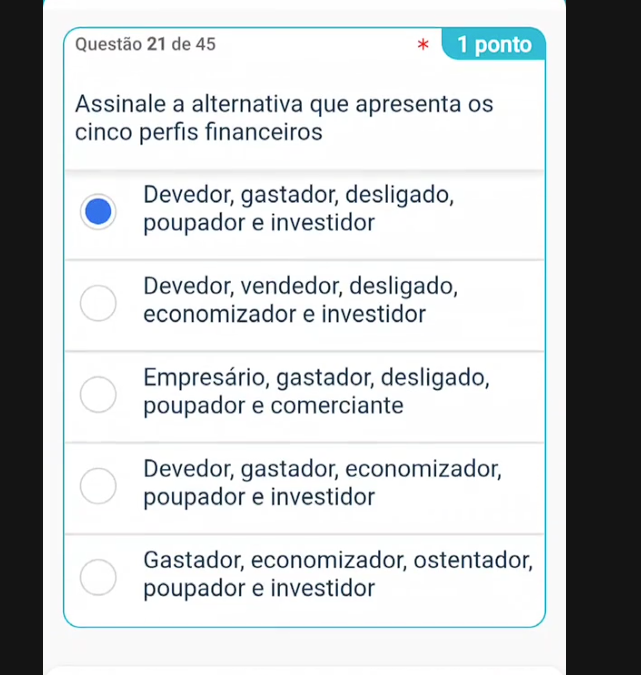 Questão 21 de 45
* 1 ponto
Assinale a alternativa que apresenta os
cinco perfis financeiros
Devedor, gastador, desligado,
poupador e investidor
Devedor, vendedor, desligado,
economizador e investidor
Empresário, gastador, desligado,
poupador e comerciante
Devedor, gastador, economizador,
poupador e investidor
Gastador, economizador, ostentador,
poupador e investidor